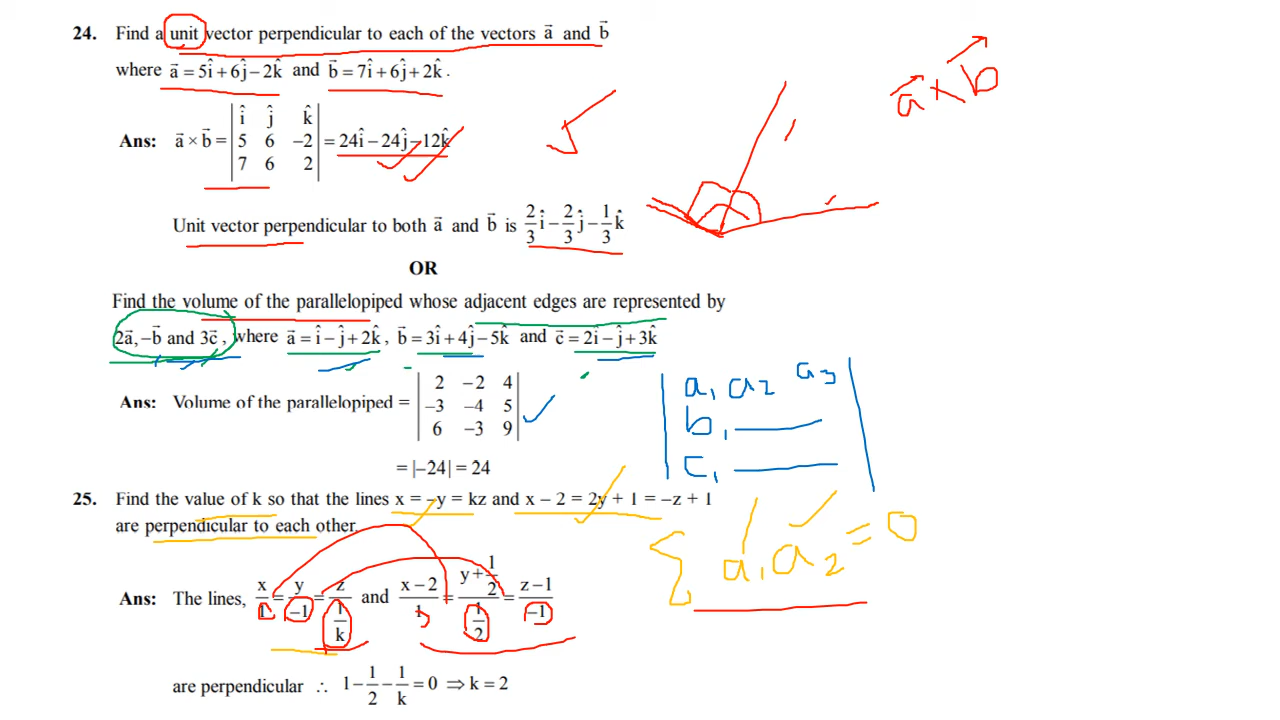 24. Find a unit vector perpendicular to each of the vectors a⃗ and b⃗
where a⃗ = 5î + 6ĵ – 2k̂ and b⃗ = 7î + 6ĵ + 2k̂.
a⃗ × b⃗
Ans: a⃗ × b⃗ = | î ĵ k̂ |
| 5 6 –2 | = 24î – 24ĵ – 12k̂
| 7 6 2 |
Unit vector perpendicular to both a⃗ and b⃗ is 2/3 î – 2/3 ĵ – 1/3 k̂
OR
Find the volume of the parallelopiped whose adjacent edges are represented by
2a⃗, –b⃗ and 3c⃗, where a⃗ = î – ĵ + 2k̂, b⃗ = 3î + 4ĵ – 5k̂ and c⃗ = 2î – ĵ + 3k̂
Ans: Volume of the parallelopiped = | 2 –2 4 |
| –3 –4 5 |
| 6 –3 9 |
= |–24| = 24
| a₁ a₂ a₃ |
| b₁ |
| c₁ |
25. Find the value of k so that the lines x = –y = kz and x – 2 = 2y + 1 = –z + 1
are perpendicular to each other.
Σ a₁a₂ = 0
Ans: The lines, x/1 = y/–1 = z/(1/k) and (x–2)/1 = (y+1/2)/(1/2) = (z–1)/–1
are perpendicular ∴ 1 – 1/2 – 1/k = 0 ⇒ k = 2